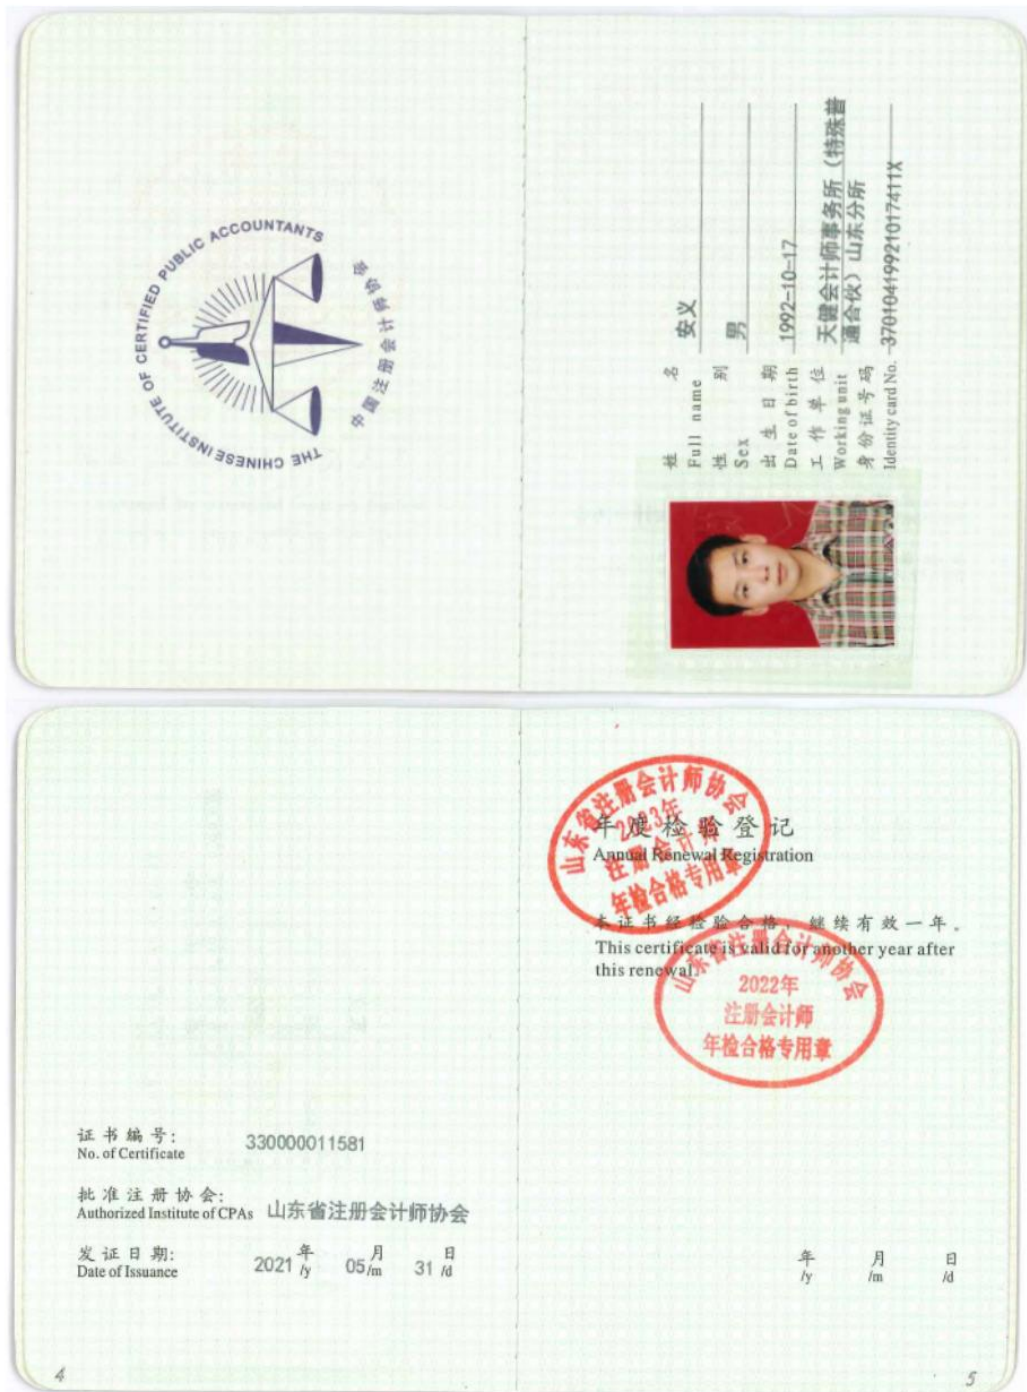 THE CHINESE INSTITUTE OF CERTIFIED PUBLIC ACCOUNTANTS
中国注册会计师协会
姓 名
Full name 安义
性 别
Sex 男
出 生 日 期
Date of birth 1992-10-17
工 作 单 位
Working unit 天健会计师事务所（特殊普
通合伙）山东分所
身 份 证 号 码
Identity card No. 37010419921017411X
年 度 检 验 登 记
Annual Renewal Registration
山东省注册会计师协会
2023年
注册会计师
年检合格专用章
本 证 书 经 检 验 合 格 ， 继 续 有 效 一 年 。
This certificate is valid for another year after
this renewal.
山东省注册会计师协会
2022年
注册会计师
年检合格专用章
证 书 编 号：
No. of Certificate 330000011581
批 准 注 册 协 会：
Authorized Institute of CPAs 山东省注册会计师协会
发 证 日 期：
Date of Issuance 2021 年/y 05 月/m 31 日/d
年 月 日
/y /m /d
4
5